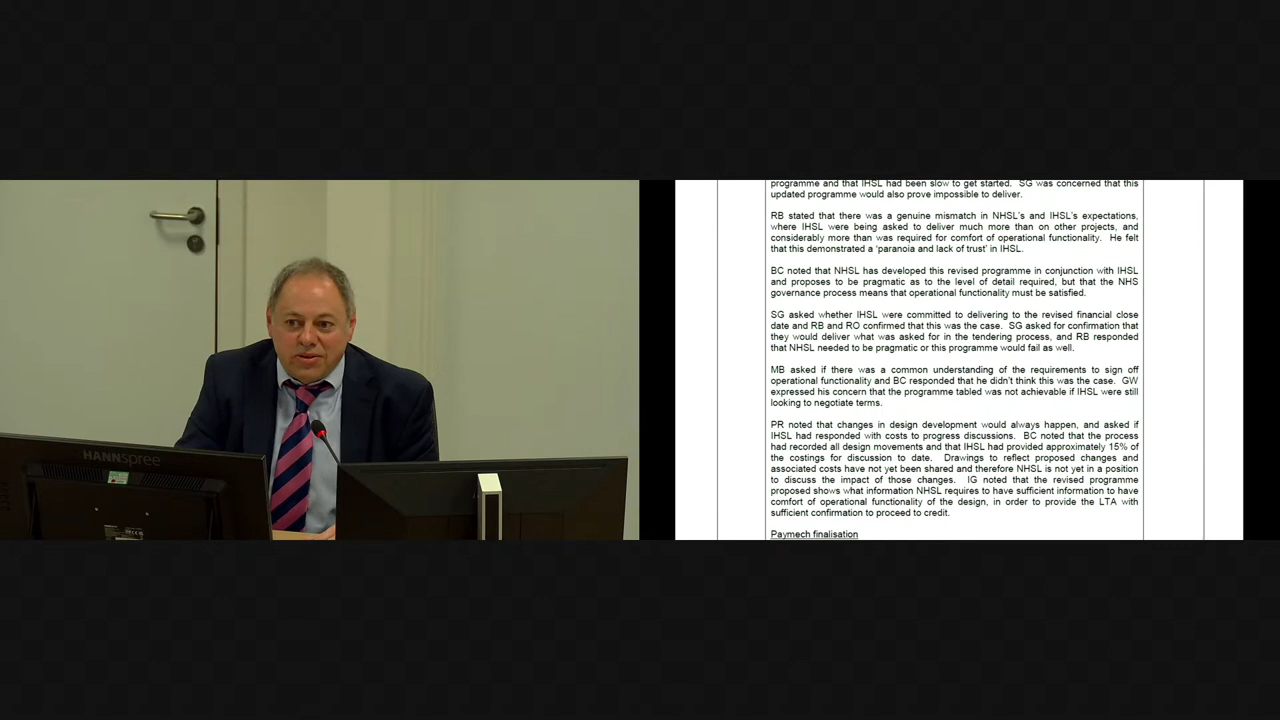 HANNspree
programme and that IHSL had been slow to get started. SG was concerned that this
updated programme would also prove impossible to deliver.
RB stated that there was a genuine mismatch in NHSL's and IHSL's expectations,
where IHSL were being asked to deliver much more than on other projects, and
considerably more than was required for comfort of operational functionality. He felt
that this demonstrated a 'paranoia and lack of trust' in IHSL.
BC noted that NHSL has developed this revised programme in conjunction with IHSL
and proposes to be pragmatic as to the level of detail required, but that the NHS
governance process means that operational functionality must be satisfied.
SG asked whether IHSL were committed to delivering to the revised financial close
date and RB and RO confirmed that this was the case. SG asked for confirmation that
they would deliver what was asked for in the tendering process, and RB responded
that NHSL needed to be pragmatic or this programme would fail as well.
MB asked if there was a common understanding of the requirements to sign off
operational functionality and BC responded that he didn't think this was the case. GW
expressed his concern that the programme tabled was not achievable if IHSL were still
looking to negotiate terms.
PR noted that changes in design development would always happen, and asked if
IHSL had responded with costs to progress discussions. BC noted that the process
had recorded all design movements and that IHSL had provided approximately 15% of
the costings for discussion to date. Drawings to reflect proposed changes and
associated costs have not yet been shared and therefore NHSL is not yet in a position
to discuss the impact of those changes. IG noted that the revised programme
proposed shows what information NHSL requires to have sufficient information to have
comfort of operational functionality of the design, in order to provide the LTA with
sufficient confirmation to proceed to credit.
Paymech finalisation